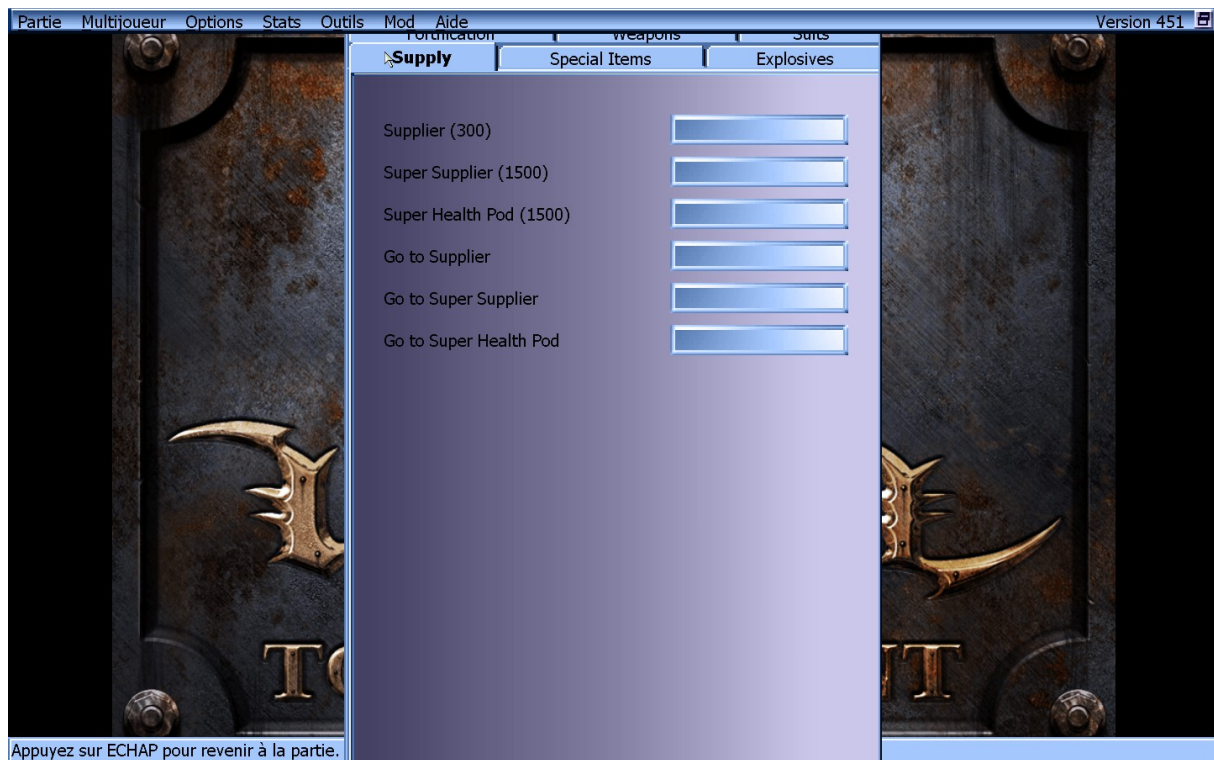 Partie Multijoueur Options Stats Outils Mod Aide Version 451
Fortification Weapons Suits
Supply Special Items Explosives
Supplier (300)
Super Supplier (1500)
Super Health Pod (1500)
Go to Supplier
Go to Super Supplier
Go to Super Health Pod
Appuyez sur ECHAP pour revenir à la partie.